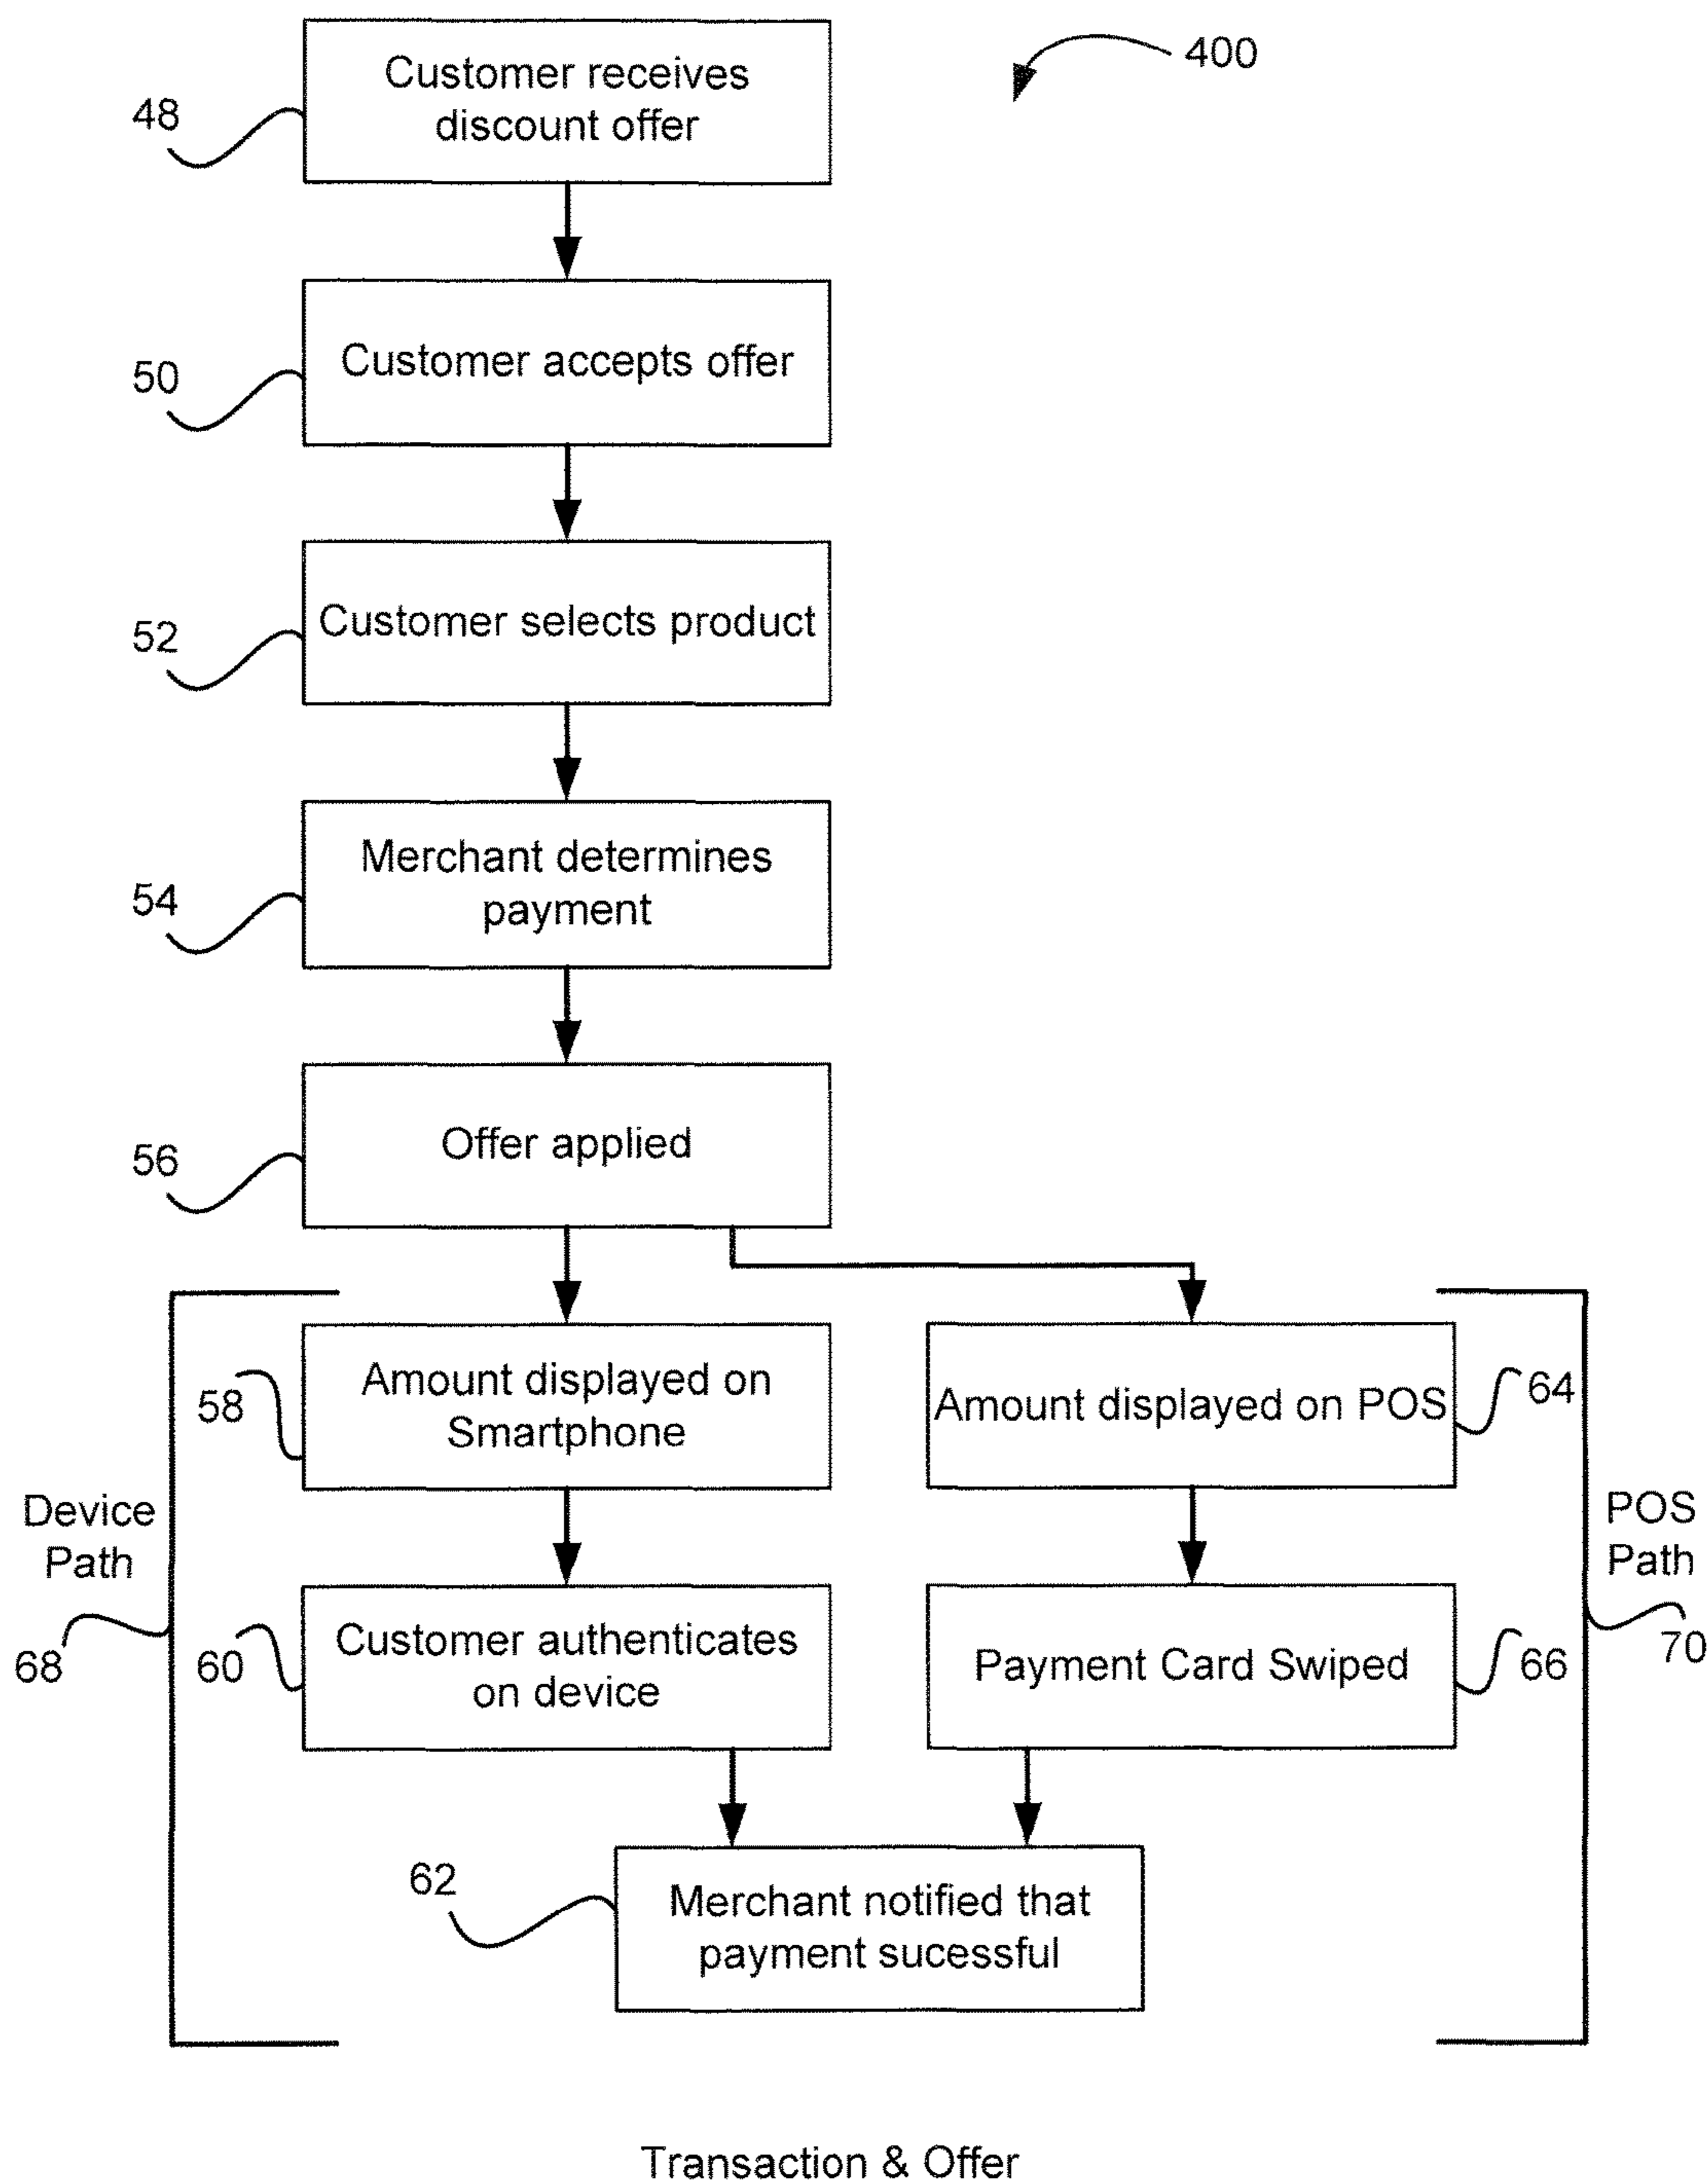 400
Customer receives
discount offer
48
Customer accepts offer
50
Customer selects product
52
Merchant determines
payment
54
Offer applied
56
Amount displayed on
Smartphone
58
Amount displayed on POS
64
Device
Path
68
POS
Path
70
Customer authenticates
on device
60
Payment Card Swiped
66
62
Merchant notified that
payment sucessful
Transaction & Offer